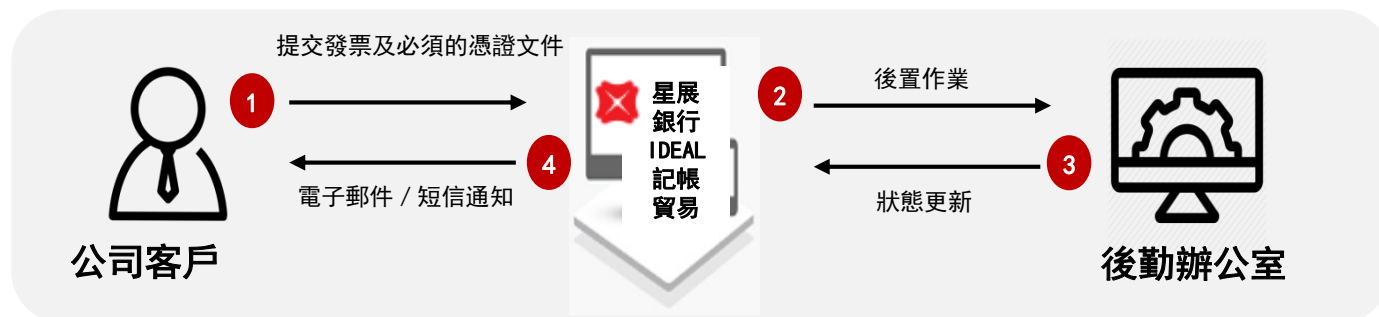 提交發票及必須的憑證文件
1
2
後置作業
星展
銀行
IDEAL
記帳
貿易
4
電子郵件 / 短信通知
3
狀態更新
公司客戶
後勤辦公室